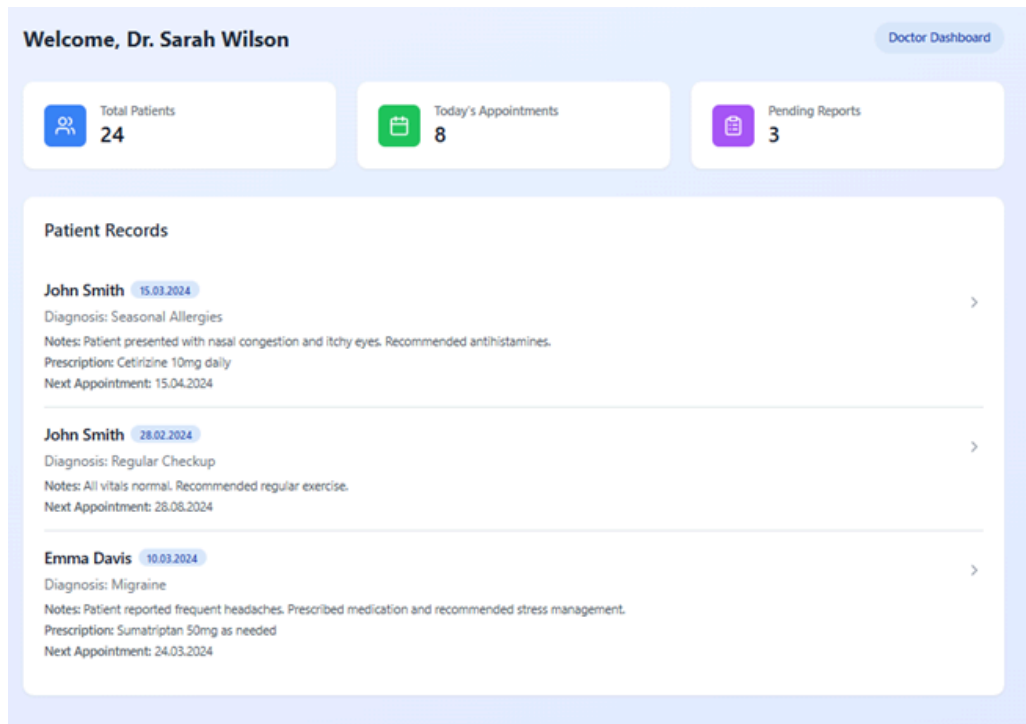 Welcome, Dr. Sarah Wilson
Doctor Dashboard
Total Patients
24
Today's Appointments
8
Pending Reports
3
Patient Records
John Smith 15.03.2024
Diagnosis: Seasonal Allergies
Notes: Patient presented with nasal congestion and itchy eyes. Recommended antihistamines.
Prescription: Cetirizine 10mg daily
Next Appointment: 15.04.2024
John Smith 28.02.2024
Diagnosis: Regular Checkup
Notes: All vitals normal. Recommended regular exercise.
Next Appointment: 28.08.2024
Emma Davis 10.03.2024
Diagnosis: Migraine
Notes: Patient reported frequent headaches. Prescribed medication and recommended stress management.
Prescription: Sumatriptan 50mg as needed
Next Appointment: 24.03.2024